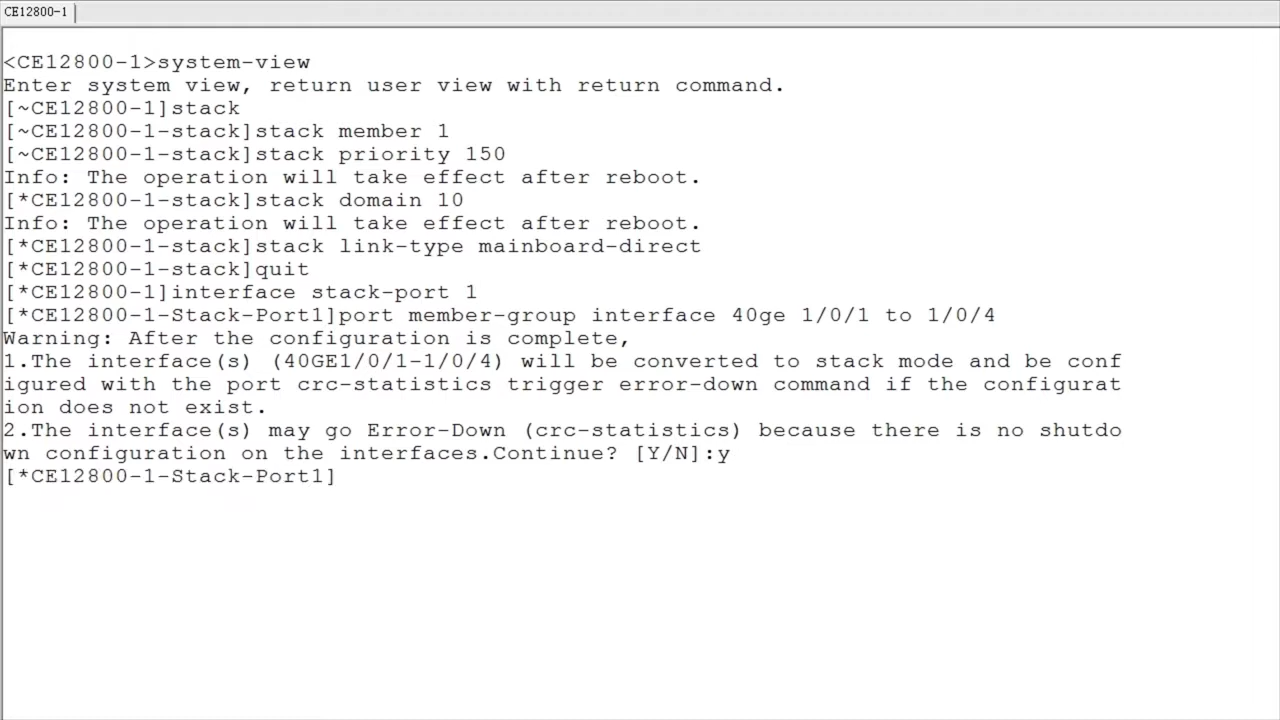 CE12800-1
<CE12800-1>system-view
Enter system view, return user view with return command.
[~CE12800-1]stack
[~CE12800-1-stack]stack member 1
[~CE12800-1-stack]stack priority 150
Info: The operation will take effect after reboot.
[*CE12800-1-stack]stack domain 10
Info: The operation will take effect after reboot.
[*CE12800-1-stack]stack link-type mainboard-direct
[*CE12800-1-stack]quit
[*CE12800-1]interface stack-port 1
[*CE12800-1-Stack-Port1]port member-group interface 40ge 1/0/1 to 1/0/4
Warning: After the configuration is complete,
1.The interface(s) (40GE1/0/1-1/0/4) will be converted to stack mode and be conf
igured with the port crc-statistics trigger error-down command if the configurat
ion does not exist.
2.The interface(s) may go Error-Down (crc-statistics) because there is no shutdo
wn configuration on the interfaces.Continue? [Y/N]:y
[*CE12800-1-Stack-Port1]